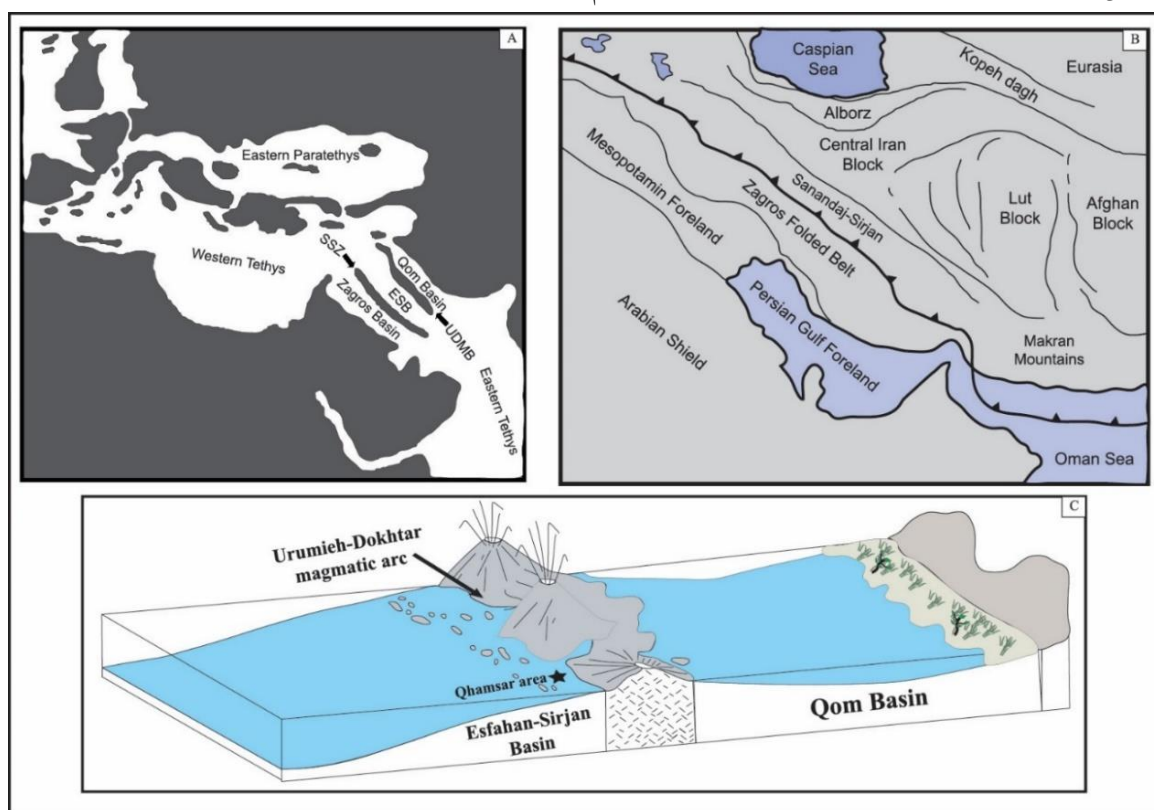 A
Eastern Paratethys
Western Tethys
SSZ
Zagros Basin
ESB
Qom Basin
UDMB
Eastern Tethys
B
Caspian
Sea
Kopeh dagh
Eurasia
Alborz
Central Iran
Block
Mesopotamin Foreland
Sanandaj-Sirjan
Zagros Folded Belt
Lut
Block
Afghan
Block
Arabian Shield
Persian Gulf Foreland
Makran
Mountains
Oman Sea
C
Urumieh-Dokhtar
magmatic arc
Qhamsar area
Esfahan-Sirjan
Basin
Qom Basin